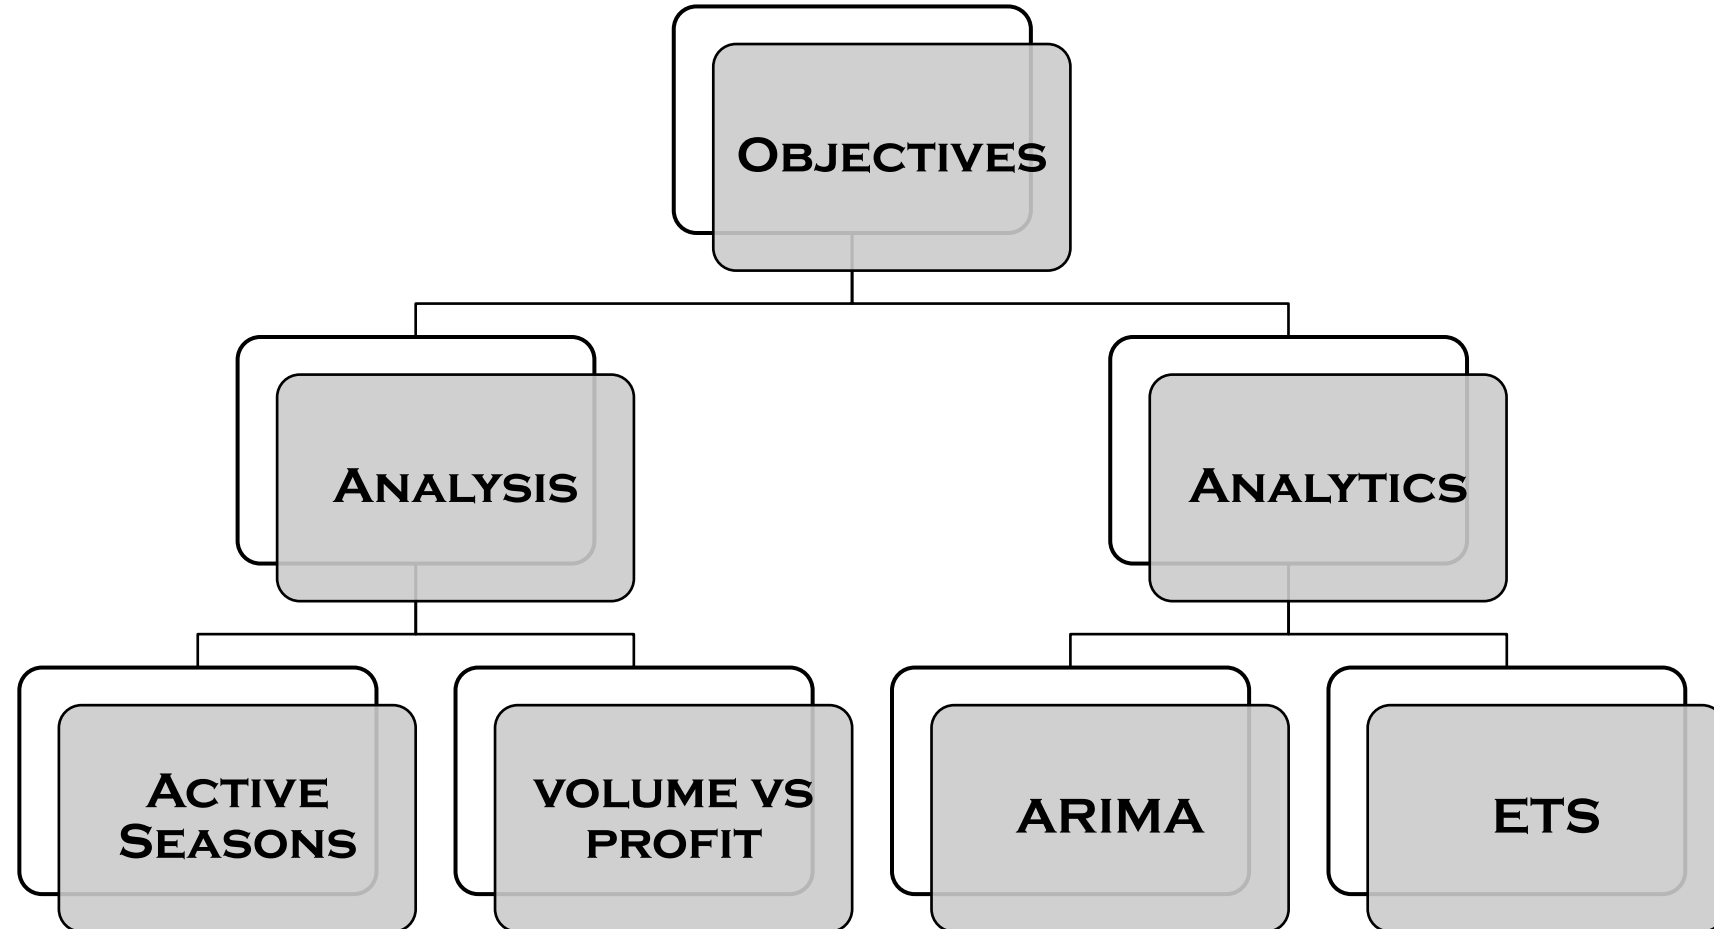 Objectives
Analysis
Analytics
Active
Seasons
volume vs
profit
ARIMA
ETS